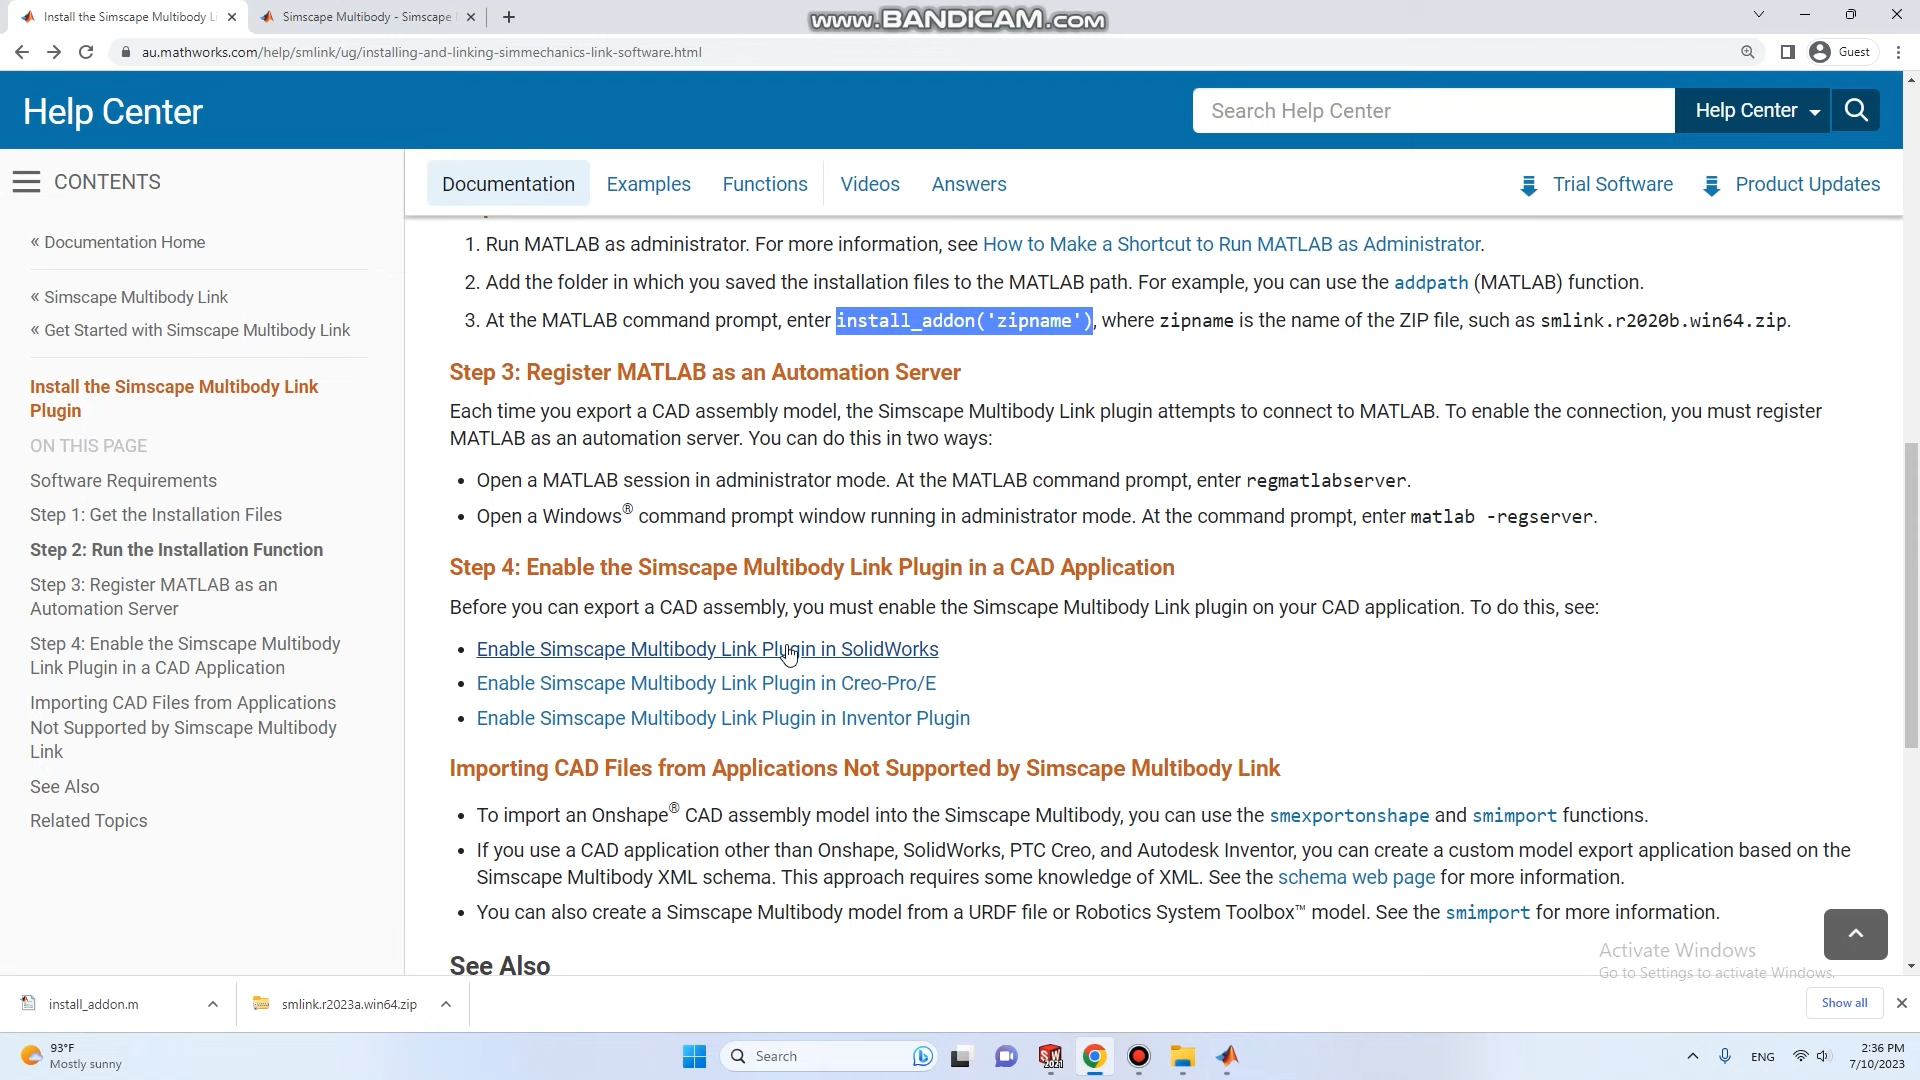 Install the Simscape Multibody Li
Simscape Multibody - Simscape
www.BANDICAM.com
au.mathworks.com/help/smlink/ug/installing-and-linking-simmechanics-link-software.html
Guest
Help Center
Search Help Center
Help Center
CONTENTS
Documentation
Examples
Functions
Videos
Answers
Trial Software
Product Updates
« Documentation Home
« Simscape Multibody Link
« Get Started with Simscape Multibody Link
Install the Simscape Multibody Link
Plugin
ON THIS PAGE
Software Requirements
Step 1: Get the Installation Files
Step 2: Run the Installation Function
Step 3: Register MATLAB as an
Automation Server
Step 4: Enable the Simscape Multibody
Link Plugin in a CAD Application
Importing CAD Files from Applications
Not Supported by Simscape Multibody
Link
See Also
Related Topics
1. Run MATLAB as administrator. For more information, see How to Make a Shortcut to Run MATLAB as Administrator.
2. Add the folder in which you saved the installation files to the MATLAB path. For example, you can use the addpath (MATLAB) function.
3. At the MATLAB command prompt, enter install_addon('zipname'), where zipname is the name of the ZIP file, such as smlink.r2020b.win64.zip.
Step 3: Register MATLAB as an Automation Server
Each time you export a CAD assembly model, the Simscape Multibody Link plugin attempts to connect to MATLAB. To enable the connection, you must register
MATLAB as an automation server. You can do this in two ways:
• Open a MATLAB session in administrator mode. At the MATLAB command prompt, enter regmatlabserver.
• Open a Windows® command prompt window running in administrator mode. At the command prompt, enter matlab -regserver.
Step 4: Enable the Simscape Multibody Link Plugin in a CAD Application
Before you can export a CAD assembly, you must enable the Simscape Multibody Link plugin on your CAD application. To do this, see:
• Enable Simscape Multibody Link Plugin in SolidWorks
• Enable Simscape Multibody Link Plugin in Creo-Pro/E
• Enable Simscape Multibody Link Plugin in Inventor Plugin
Importing CAD Files from Applications Not Supported by Simscape Multibody Link
• To import an Onshape® CAD assembly model into the Simscape Multibody, you can use the smexportonshape and smimport functions.
• If you use a CAD application other than Onshape, SolidWorks, PTC Creo, and Autodesk Inventor, you can create a custom model export application based on the
Simscape Multibody XML schema. This approach requires some knowledge of XML. See the schema web page for more information.
• You can also create a Simscape Multibody model from a URDF file or Robotics System Toolbox™ model. See the smimport for more information.
See Also
Activate Windows
Go to Settings to activate Windows.
install_addon.m
smlink.r2023a.win64.zip
Show all
93°F
Mostly sunny
Search
SW
2021
ENG
2:36 PM
7/10/2023